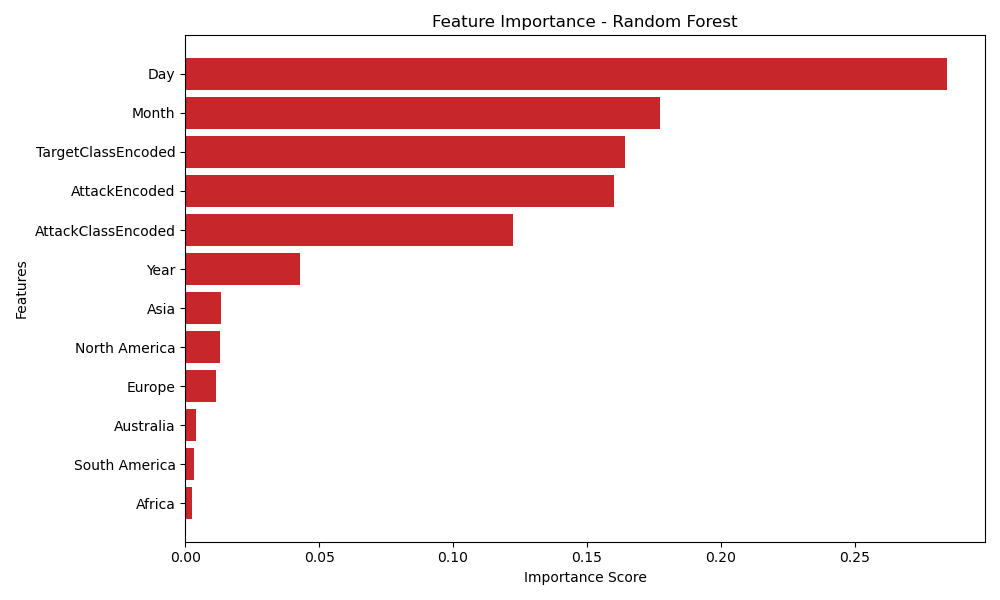 Feature Importance - Random Forest
Features
Day
Month
TargetClassEncoded
AttackEncoded
AttackClassEncoded
Year
Asia
North America
Europe
Australia
South America
Africa
0.00 0.05 0.10 0.15 0.20 0.25
Importance Score